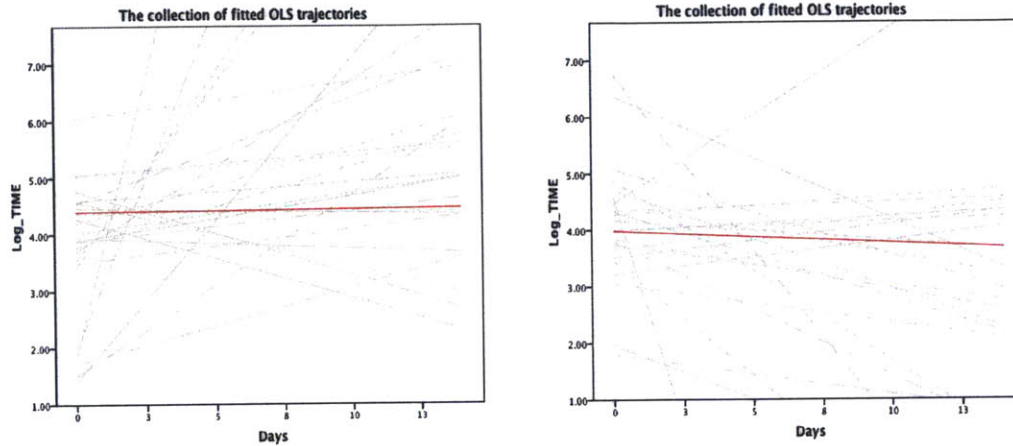 The collection of fitted OLS trajectories
7.00
6.00
5.00
4.00
3.00
2.00
1.00
Log_TIME
0 3 5 8 10 13
Days
The collection of fitted OLS trajectories
7.00
6.00
5.00
4.00
3.00
2.00
1.00
Log_TIME
0 3 5 8 10 13
Days